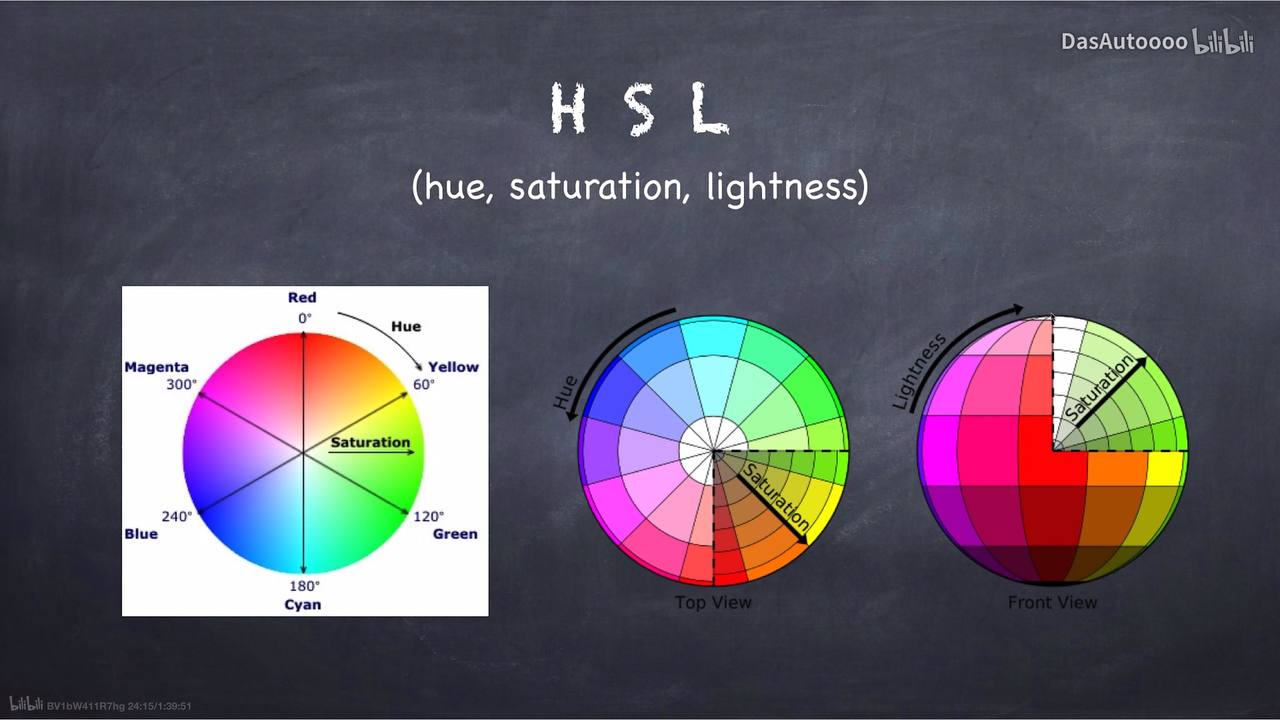 DasAutoooo bilibili
H S L
(hue, saturation, lightness)
Red
0°
Hue
Magenta
300°
Yellow
60°
Saturation
240°
Blue
120°
Green
180°
Cyan
Hue
Saturation
Top View
Lightness
Saturation
Front View
bilibili BV1bW411R7hg 24:15/1:39:51